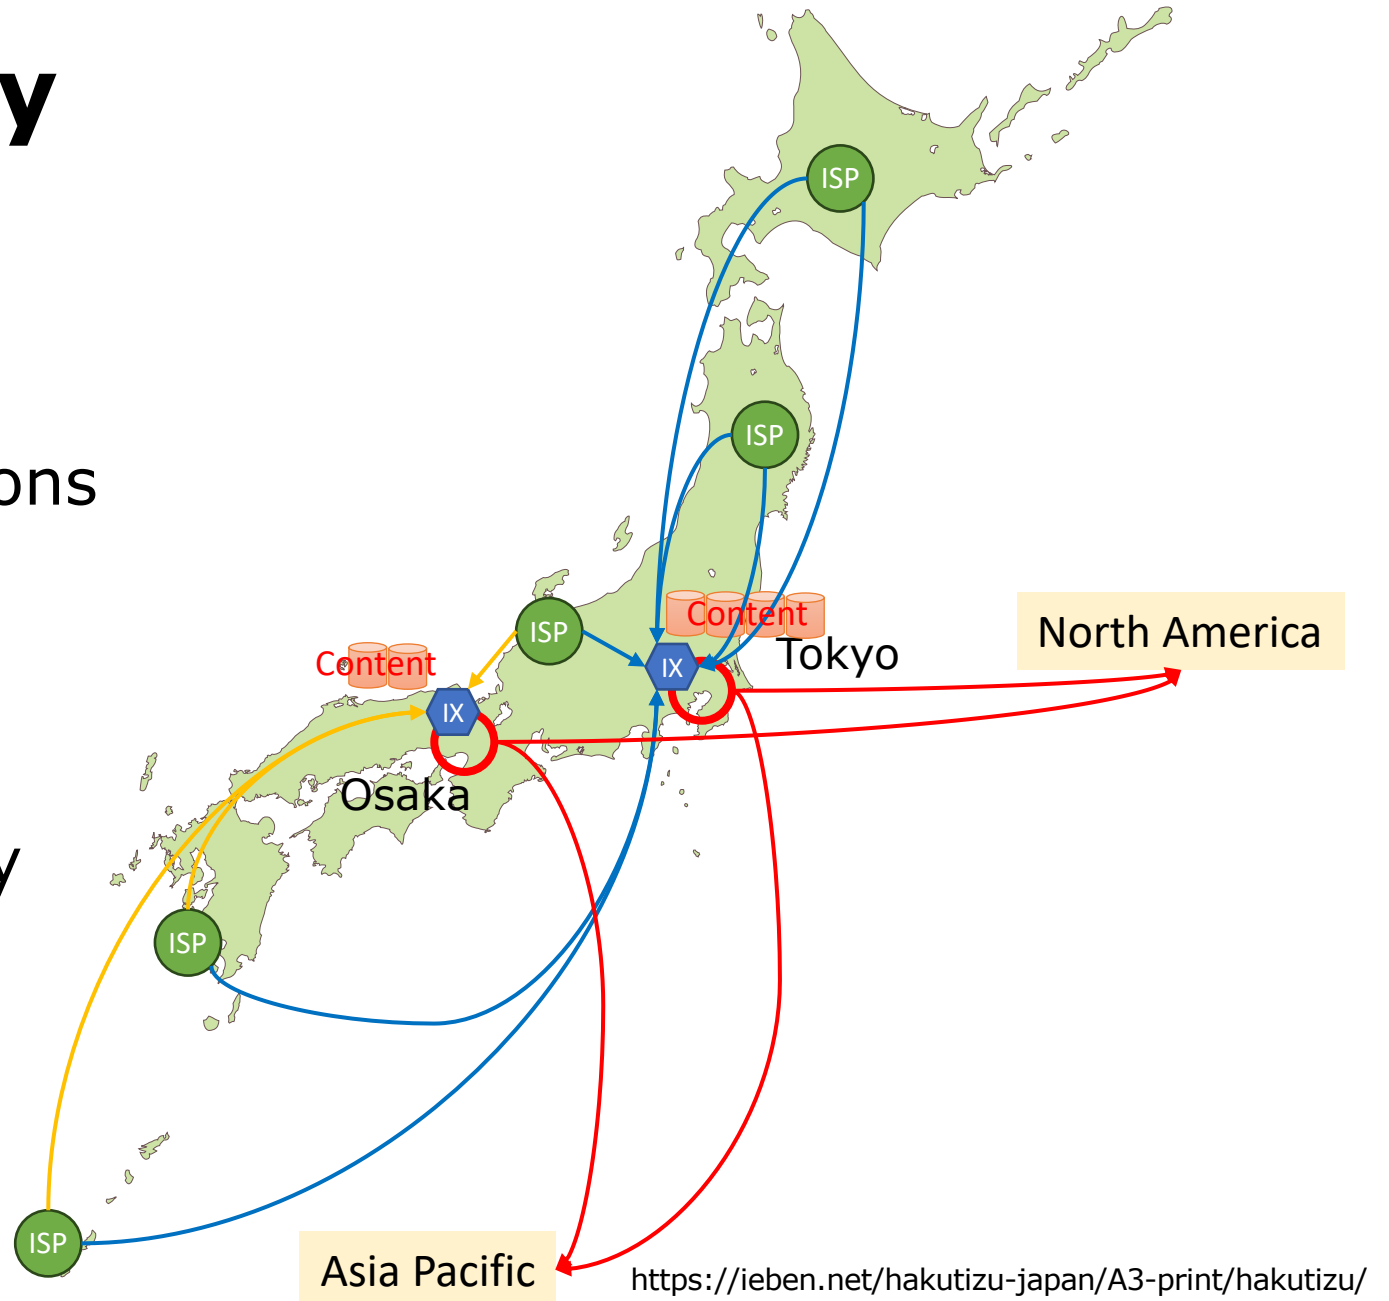 y
ISP
ISP
ons
Content
ISP
North America
Tokyo
Content
IX
IX
Osaka
y
ISP
ISP
Asia Pacific
https://ieben.net/hakutizu-japan/A3-print/hakutizu/